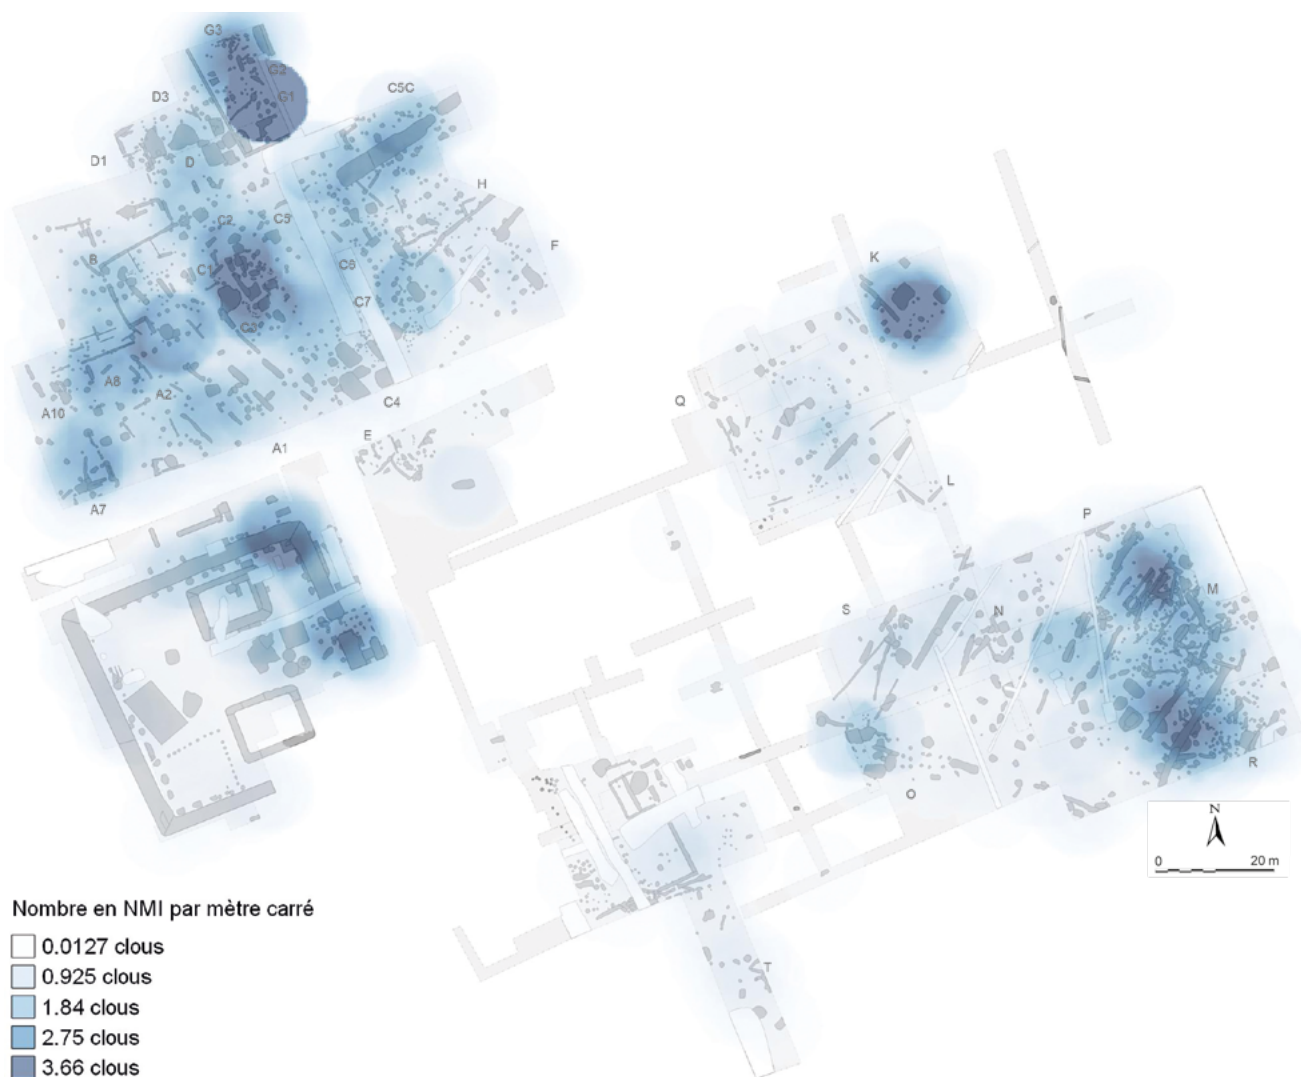 G3
G2
D3
G1
C5C
D1
D
H
C2
C5
F
B
C1
C6
K
C7
C3
A8
A2
Q
A10
C4
E
A1
L
A7
P
M
S
N
R
O
N
0 20 m
T
Nombre en NMI par mètre carré
0.0127 clous
0.925 clous
1.84 clous
2.75 clous
3.66 clous